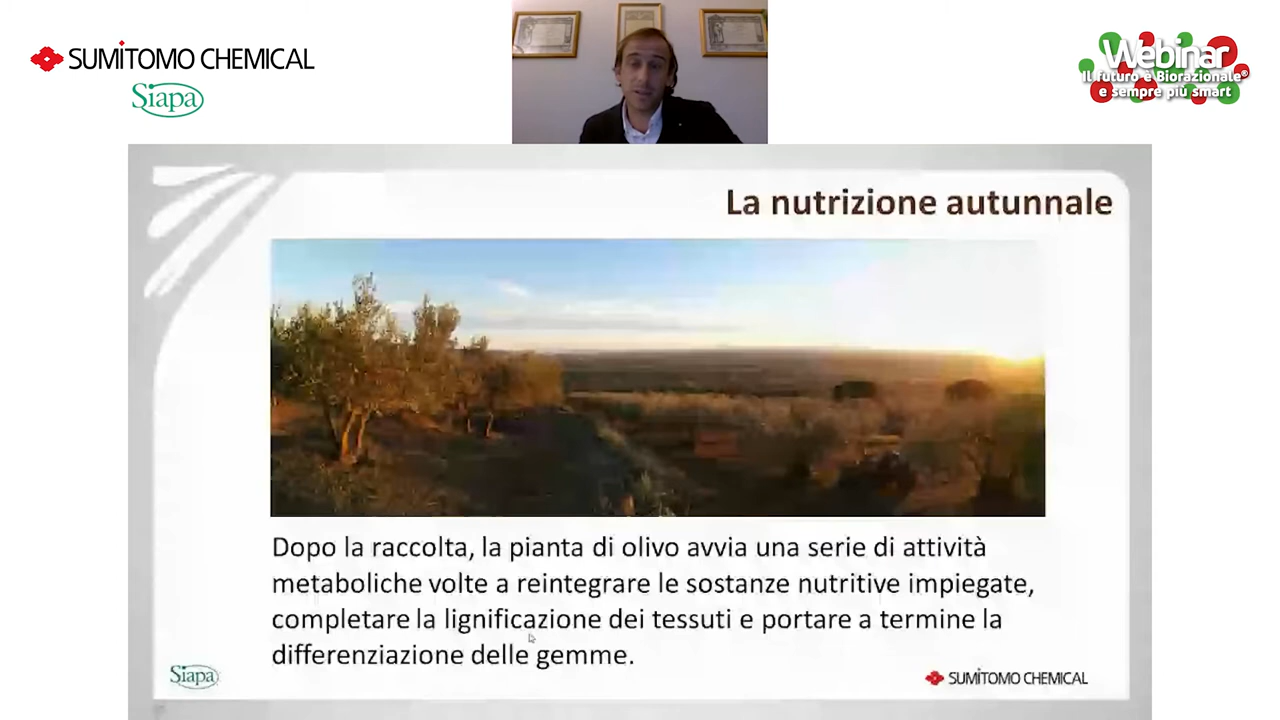 SUMITOMO CHEMICAL
Siapa
Webinar
Il futuro è Biorazionale®
e sempre più smart
La nutrizione autunnale
Dopo la raccolta, la pianta di olivo avvia una serie di attività
metaboliche volte a reintegrare le sostanze nutritive impiegate,
completare la lignificazione dei tessuti e portare a termine la
differenziazione delle gemme.
Siapa
SUMITOMO CHEMICAL